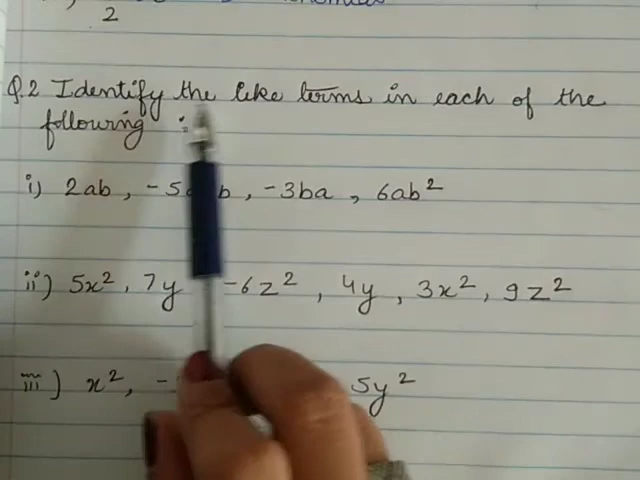 2
Q.2 Identify the like terms in each of the
following :
i) 2ab, -5 b, -3ba, 6ab²
ii) 5x², 7y -6z², 4y, 3x², 9z²
iii) x², - 5y²